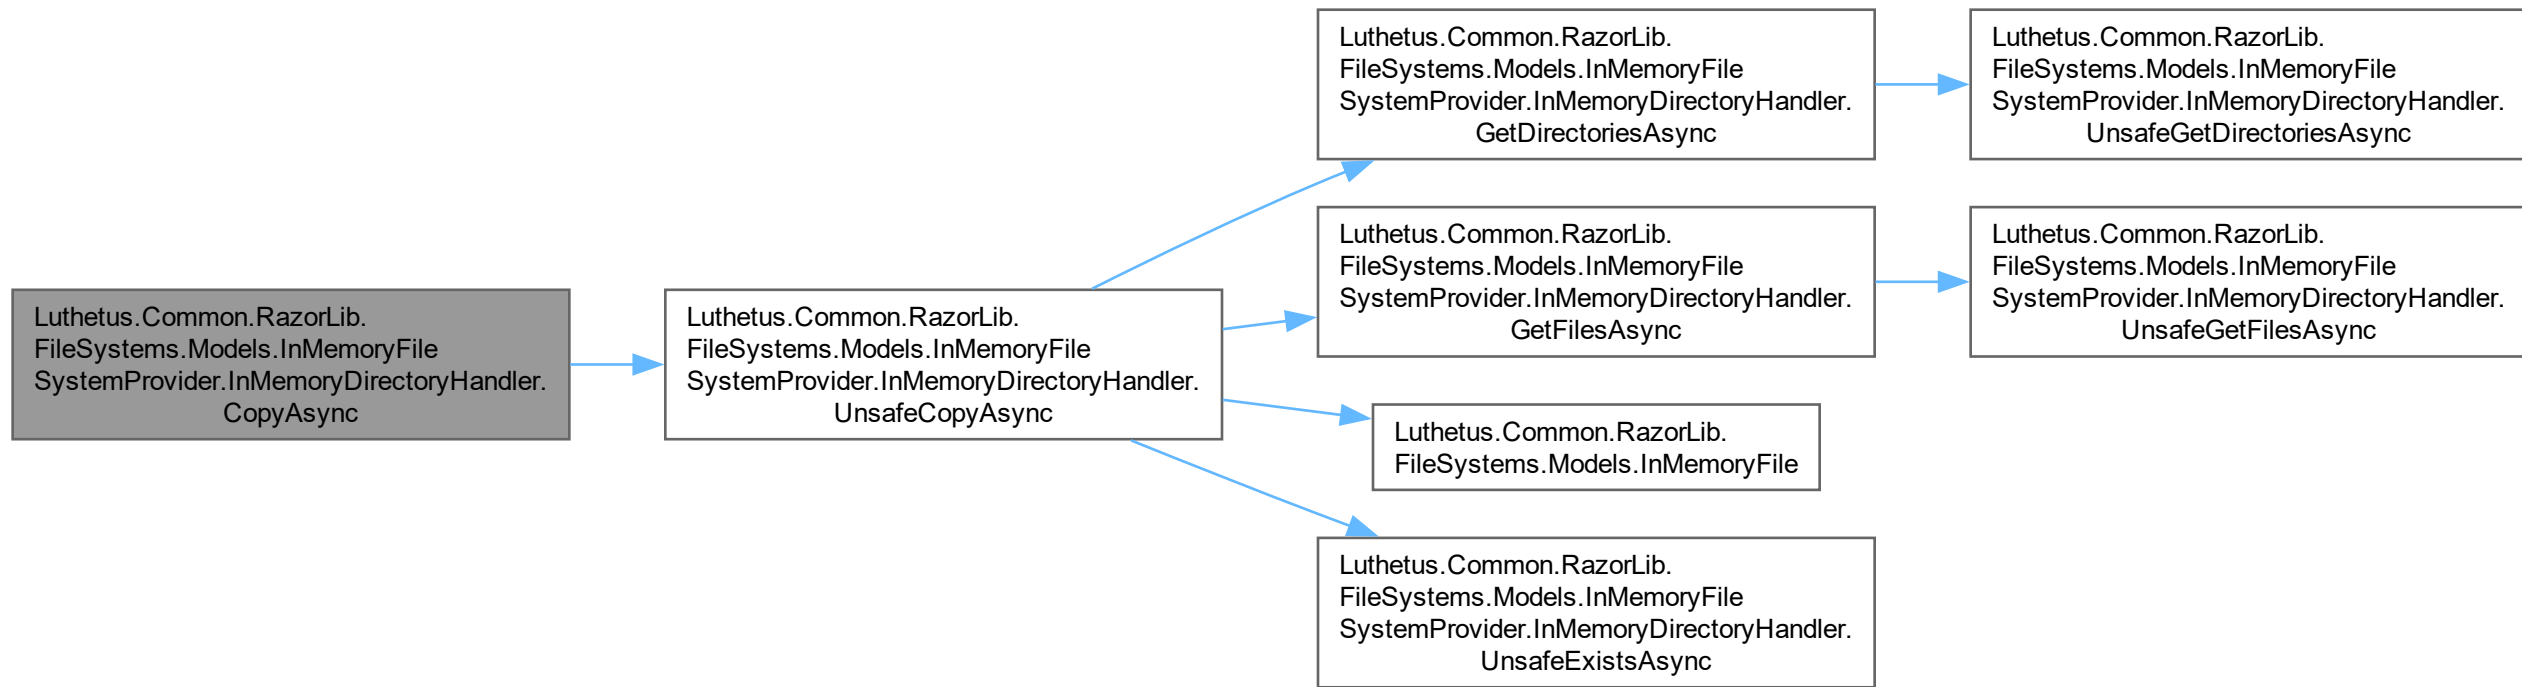 Luthetus.Common.RazorLib.
FileSystems.Models.InMemoryFile
SystemProvider.InMemoryDirectoryHandler.
CopyAsync
Luthetus.Common.RazorLib.
FileSystems.Models.InMemoryFile
SystemProvider.InMemoryDirectoryHandler.
UnsafeCopyAsync
Luthetus.Common.RazorLib.
FileSystems.Models.InMemoryFile
SystemProvider.InMemoryDirectoryHandler.
GetDirectoriesAsync
Luthetus.Common.RazorLib.
FileSystems.Models.InMemoryFile
SystemProvider.InMemoryDirectoryHandler.
UnsafeGetDirectoriesAsync
Luthetus.Common.RazorLib.
FileSystems.Models.InMemoryFile
SystemProvider.InMemoryDirectoryHandler.
GetFilesAsync
Luthetus.Common.RazorLib.
FileSystems.Models.InMemoryFile
SystemProvider.InMemoryDirectoryHandler.
UnsafeGetFilesAsync
Luthetus.Common.RazorLib.
FileSystems.Models.InMemoryFile
Luthetus.Common.RazorLib.
FileSystems.Models.InMemoryFile
SystemProvider.InMemoryDirectoryHandler.
UnsafeExistsAsync